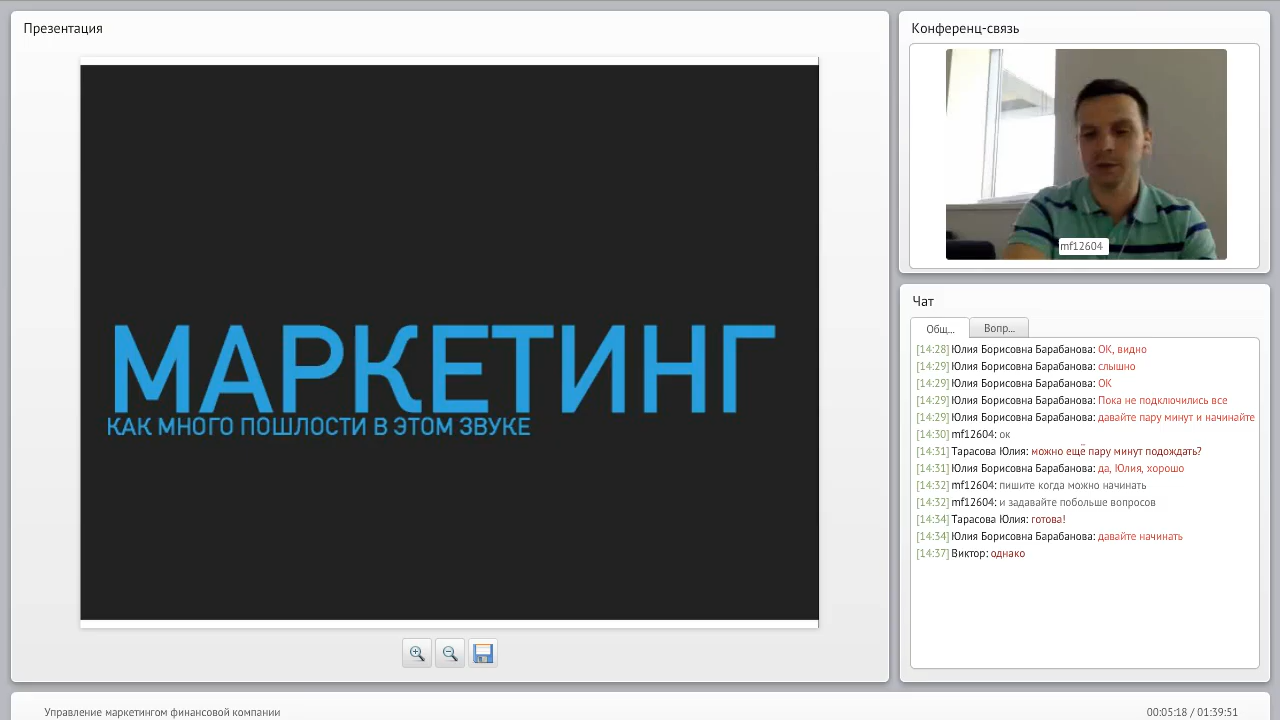 Презентация
МАРКЕТИНГ
КАК МНОГО ПОШЛОСТИ В ЭТОМ ЗВУКЕ
Конференц-связь
mf12604
Чат
Общ...
Вопр...
[14:28] Юлия Борисовна Барабанова: ОК, видно
[14:29] Юлия Борисовна Барабанова: слышно
[14:29] Юлия Борисовна Барабанова: ОК
[14:29] Юлия Борисовна Барабанова: Пока не подключились все
[14:29] Юлия Борисовна Барабанова: давайте пару минут и начинайте
[14:30] mf12604: ок
[14:31] Тарасова Юлия: можно ещё пару минут подождать?
[14:31] Юлия Борисовна Барабанова: да, Юлия, хорошо
[14:32] mf12604: пишите когда можно начинать
[14:32] mf12604: и задавайте побольше вопросов
[14:34] Тарасова Юлия: готова!
[14:34] Юлия Борисовна Барабанова: давайте начинать
[14:37] Виктор: однако
Управление маркетингом финансовой компании
00:05:18 / 01:39:51